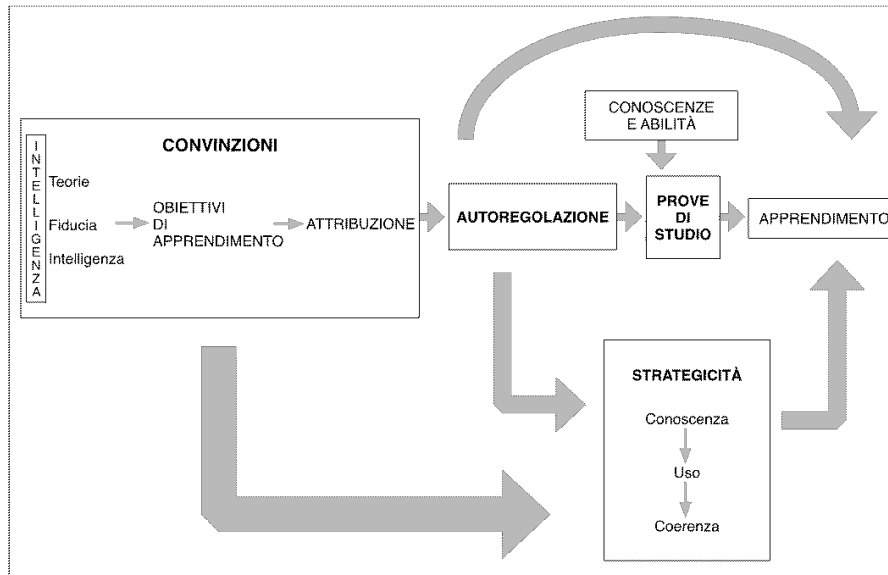 CONVINZIONI
INTELLIGENZA
Teorie
Fiducia
Intelligenza
OBIETTIVI
DI
APPRENDIMENTO
ATTRIBUZIONE
AUTOREGOLAZIONE
CONOSCENZE
E ABILITÀ
PROVE
DI
STUDIO
APPRENDIMENTO
STRATEGICITÀ
Conoscenza
Uso
Coerenza